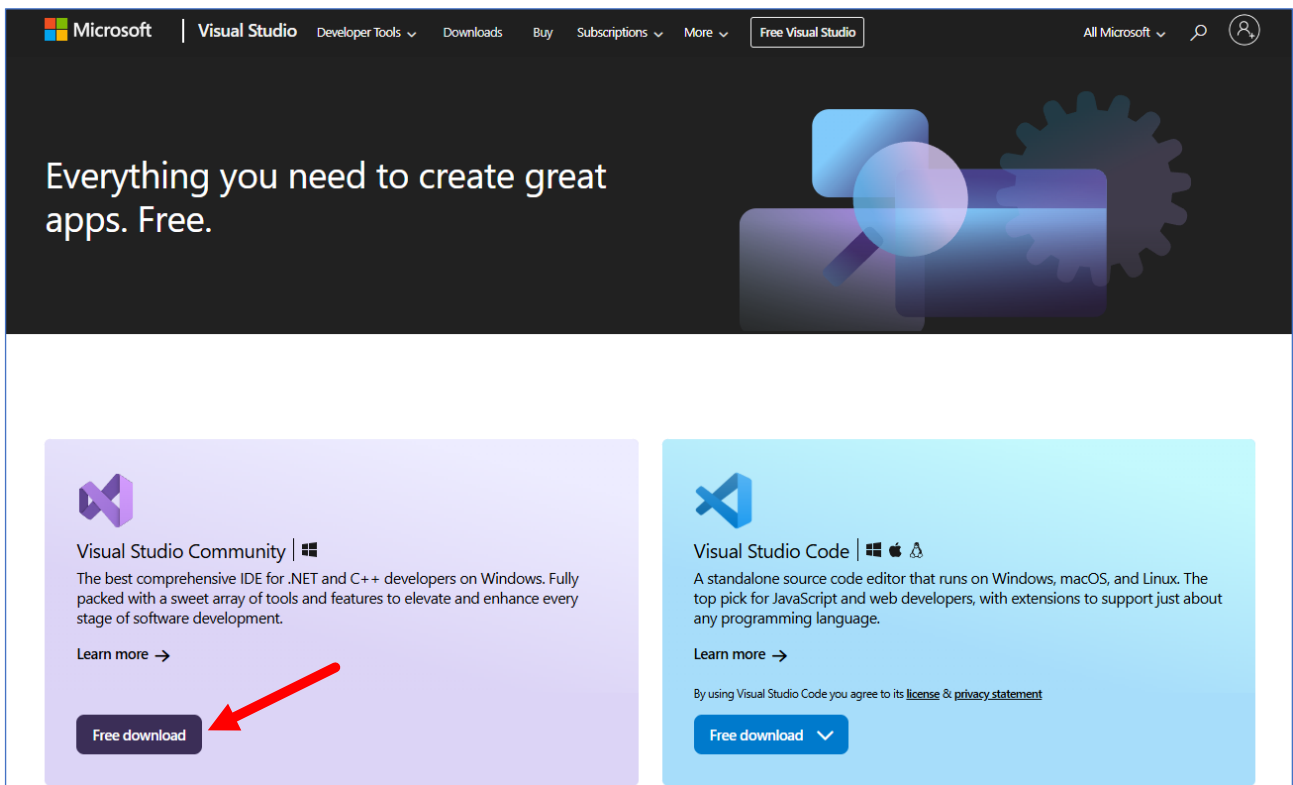 Microsoft | Visual Studio Developer Tools Downloads Buy Subscriptions More Free Visual Studio All Microsoft
Everything you need to create great
apps. Free.
Visual Studio Community
The best comprehensive IDE for .NET and C++ developers on Windows. Fully
packed with a sweet array of tools and features to elevate and enhance every
stage of software development.
Learn more →
Free download
Visual Studio Code
A standalone source code editor that runs on Windows, macOS, and Linux. The
top pick for JavaScript and web developers, with extensions to support just about
any programming language.
Learn more →
By using Visual Studio Code you agree to its license & privacy statement
Free download